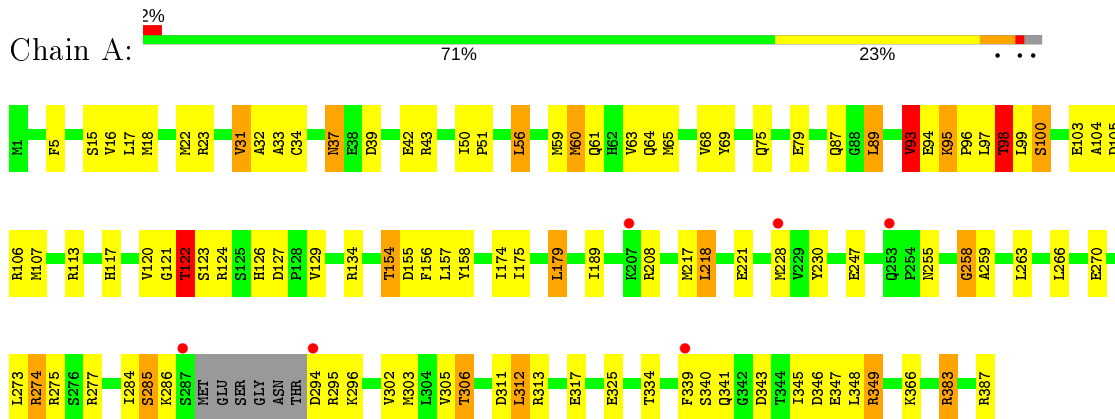 2%
Chain A:
71% 23% • • •
M1 F5 S15 V16 L17 M18 M22 R23 V31 A32 A33 C34 N37 E38 D39 E42 R43 I50 P51 L56 M59 M60 Q61 H62 V63 Q64 M65 V68 Y69 Q75 E79 Q87 G88 L89 V93 E94 K95 P96 L97 T98 L99 S100 E103 A104 D105
R106 M107 R113 H117 V120 G121 T122 S123 R124 S125 H126 D127 P128 V129 R134 T154 D155 F156 L157 Y158 I174 I175 L179 I189 K207 R208 M217 L218 E221 M228 V229 Y230 E247 Q253 P254 N255 G258 A259 L263 L266 E270
L273 R274 R275 S276 R277 I284 S285 K286 S287 MET GLU SER GLY ASN THR D294 R295 K296 V302 M303 L304 V305 T306 D311 L312 R313 E317 E325 T334 F339 S340 Q341 G342 D343 T344 I345 D346 E347 L348 R349 K366 R383 R387